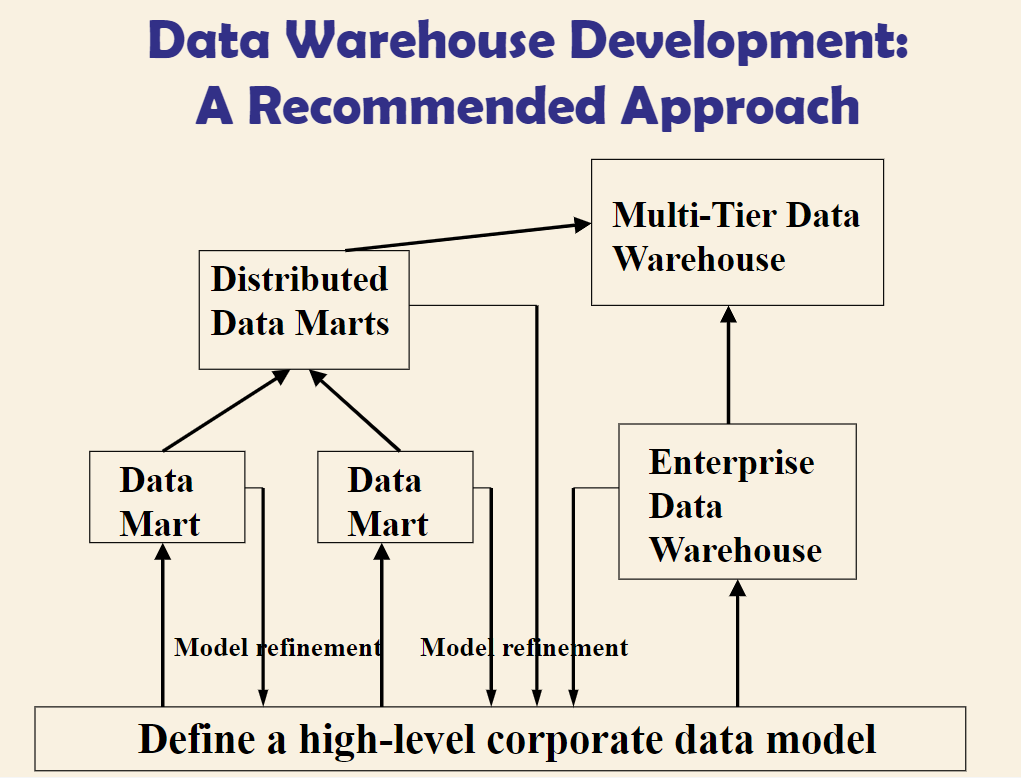 Data Warehouse Development:
A Recommended Approach
Multi-Tier Data
Warehouse
Distributed
Data Marts
Data
Mart
Data
Mart
Enterprise
Data
Warehouse
Model refinement
Model refinement
Define a high-level corporate data model